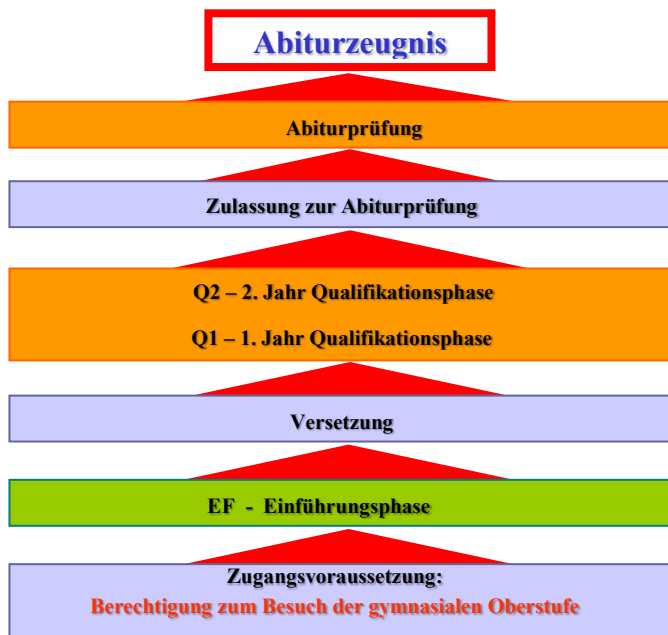 Abiturzeugnis
Abiturprüfung
Zulassung zur Abiturprüfung
Q2 – 2. Jahr Qualifikationsphase
Q1 – 1. Jahr Qualifikationsphase
Versetzung
EF - Einführungsphase
Zugangsvoraussetzung:
Berechtigung zum Besuch der gymnasialen Oberstufe